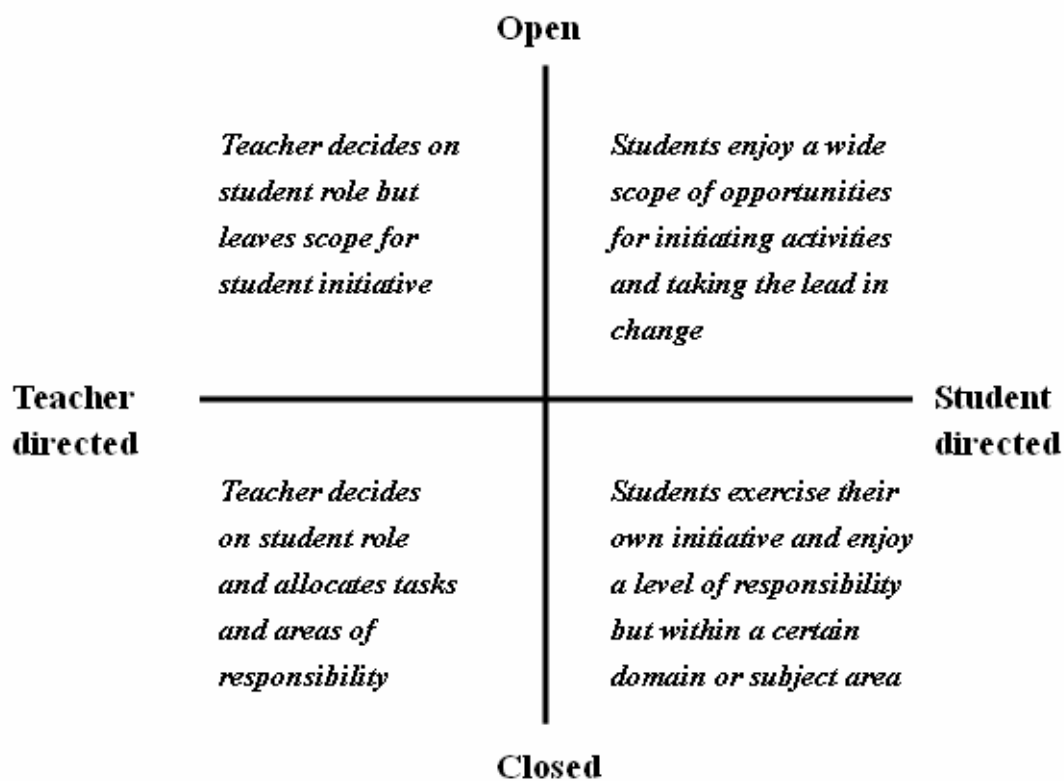 Open
Teacher decides on
student role but
leaves scope for
student initiative
Students enjoy a wide
scope of opportunities
for initiating activities
and taking the lead in
change
Teacher
directed
Student
directed
Teacher decides
on student role
and allocates tasks
and areas of
responsibility
Students exercise their
own initiative and enjoy
a level of responsibility
but within a certain
domain or subject area
Closed